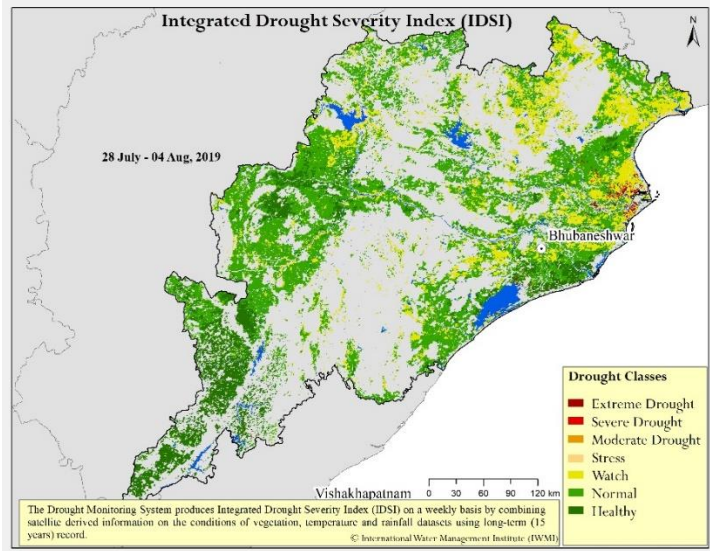 Integrated Drought Severity Index (IDSI)
N
28 July - 04 Aug, 2019
Bhubaneshwar
Drought Classes
Extreme Drought
Severe Drought
Moderate Drought
Stress
Watch
Normal
Healthy
Vishakhapatnam
0 30 60 90 120 km
The Drought Monitoring System produces Integrated Drought Severity Index (IDSI) on a weekly basis by combining
satellite derived information on the conditions of vegetation, temperature and rainfall datasets using long-term (15
years) record.
© International Water Management Institute (IWMI)